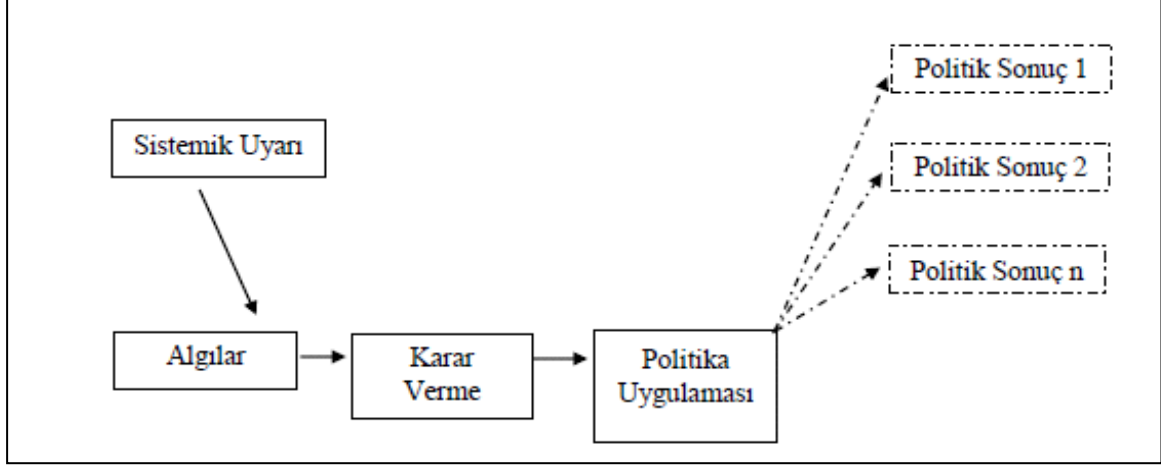 Politik Sonuç 1
Sistemik Uyarı
Politik Sonuç 2
Politik Sonuç n
Algılar
Karar
Verme
Politika
Uygulaması